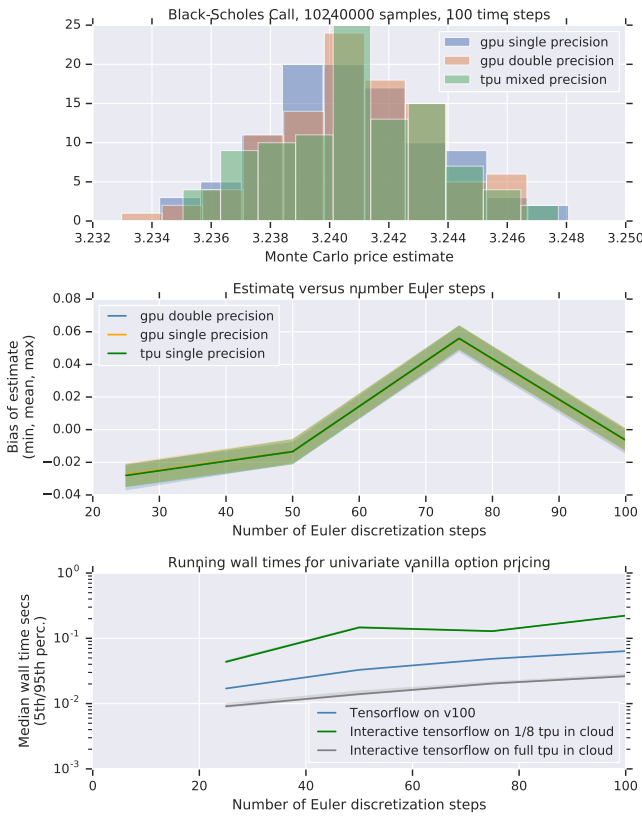 Black-Scholes Call, 10240000 samples, 100 time steps
25
20
15
10
5
0
gpu single precision
gpu double precision
tpu mixed precision
3.232 3.234 3.236 3.238 3.240 3.242 3.244 3.246 3.248 3.250
Monte Carlo price estimate
Estimate versus number Euler steps
0.08
0.06
0.04
0.02
0.00
−0.02
−0.04
Bias of estimate
(min, mean, max)
gpu double precision
gpu single precision
tpu single precision
20 30 40 50 60 70 80 90 100
Number of Euler discretization steps
Running wall times for univariate vanilla option pricing
10^0
10^-1
10^-2
10^-3
Median wall time secs
(5th/95th perc.)
Tensorflow on v100
Interactive tensorflow on 1/8 tpu in cloud
Interactive tensorflow on full tpu in cloud
0 20 40 60 80 100
Number of Euler discretization steps